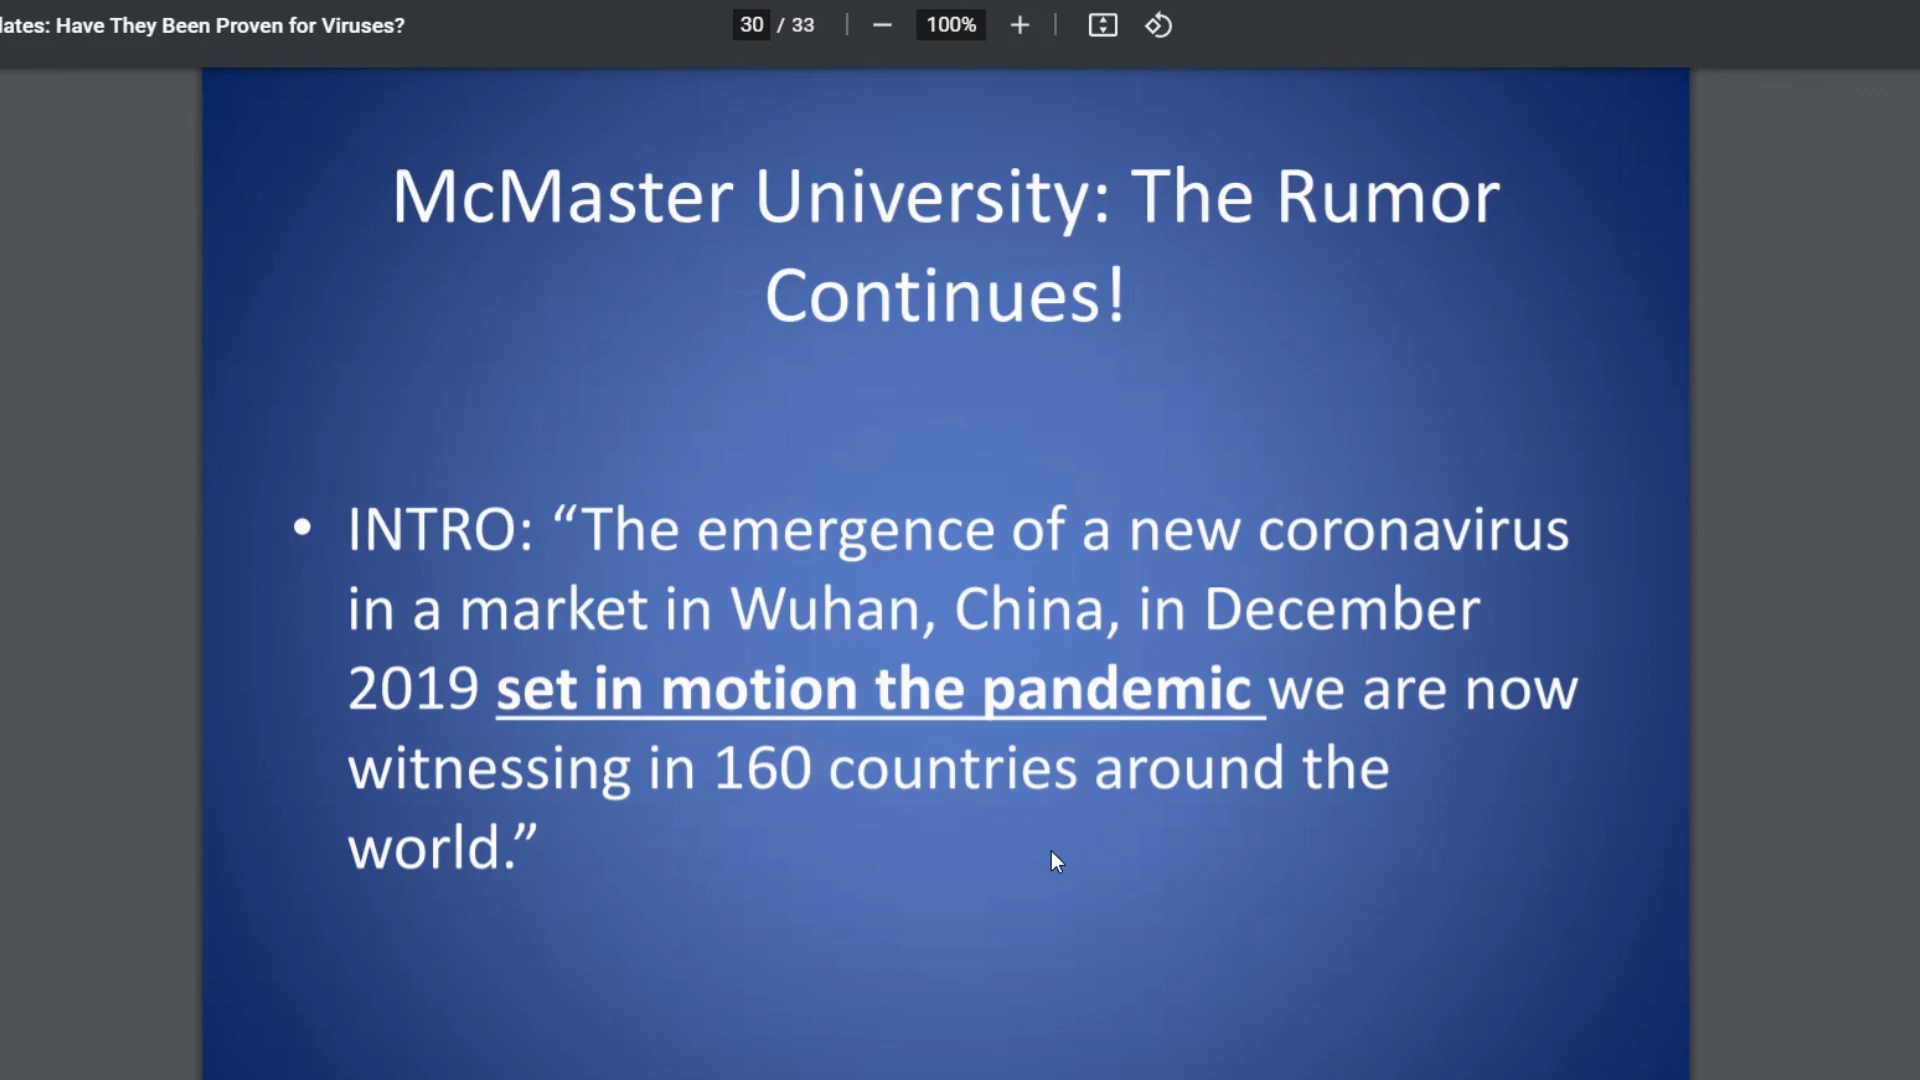 lates: Have They Been Proven for Viruses?
30 / 33
100%
McMaster University: The Rumor
Continues!
• INTRO: “The emergence of a new coronavirus
in a market in Wuhan, China, in December
2019 set in motion the pandemic we are now
witnessing in 160 countries around the
world.”